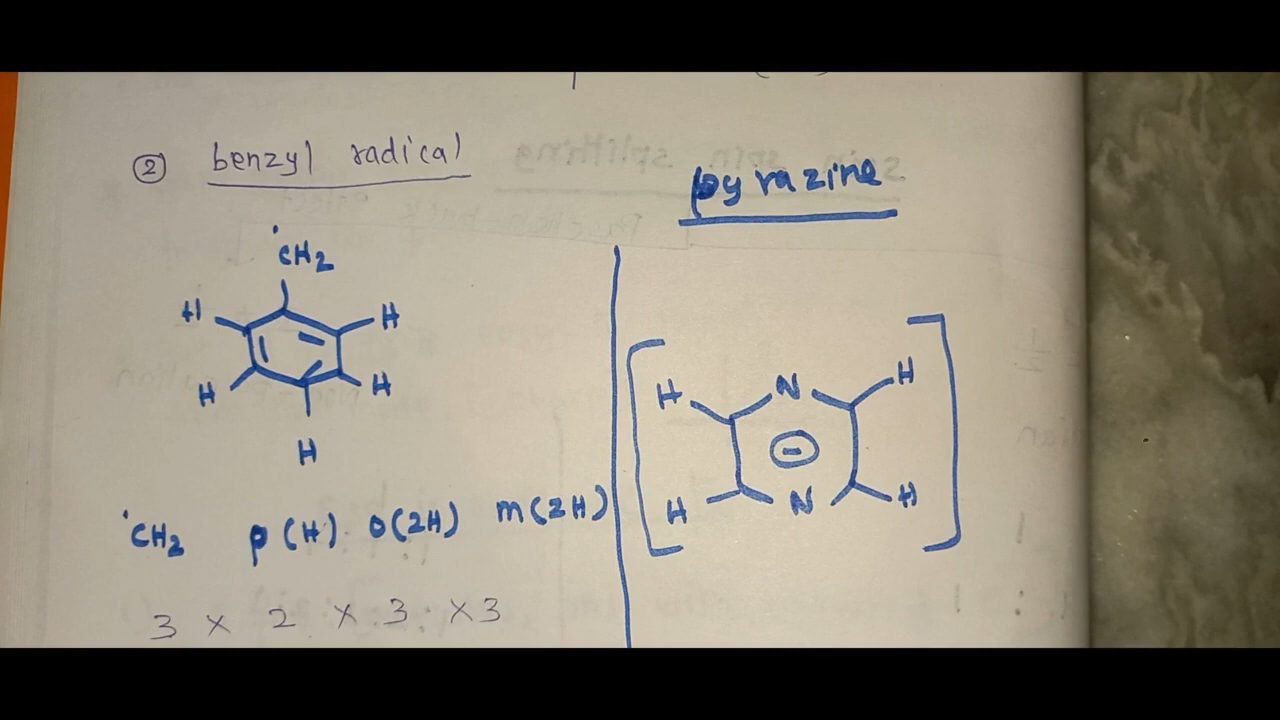 ② benzyl radical
ĊH2
H H
H H
H
ĊH2 p(H) o(2H) m(2H)
3 × 2 × 3 × 3
pyrazine
N
H H
⊖
H H
N